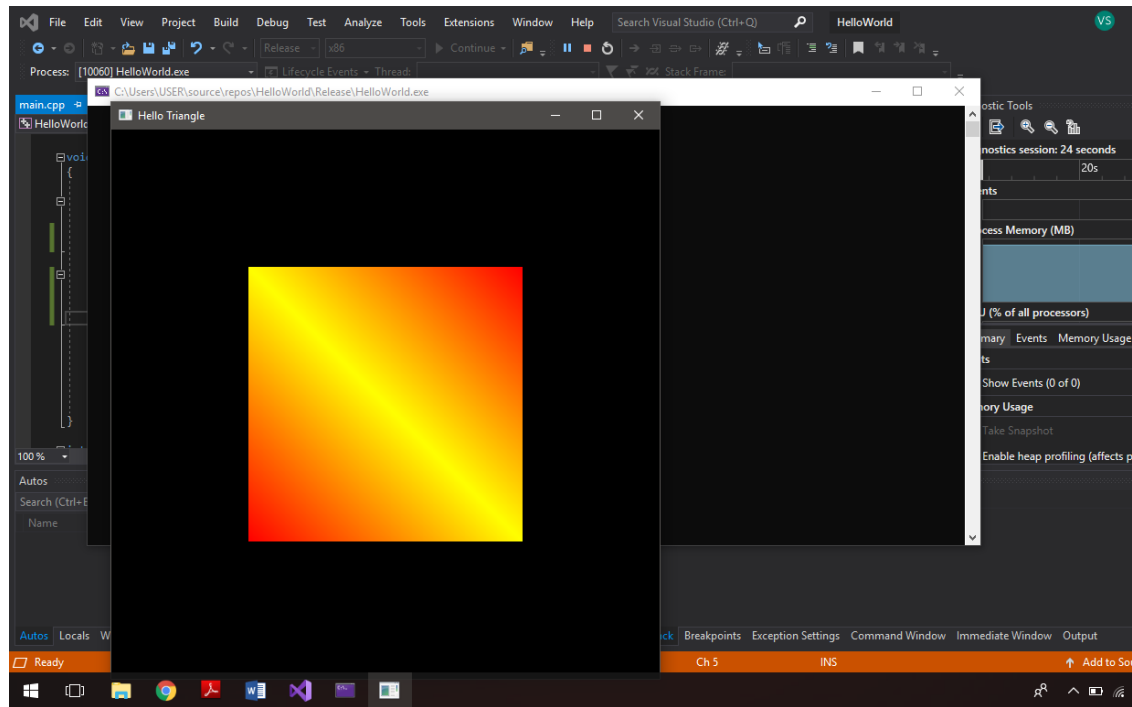 File Edit View Project Build Debug Test Analyze Tools Extensions Window Help Search Visual Studio (Ctrl+Q) HelloWorld VS
Release x86 Continue
Process: [10060] HelloWorld.exe Lifecycle Events Thread: Stack Frame:
C:\Users\USER\source\repos\HelloWorld\Release\HelloWorld.exe
main.cpp
Hello Triangle
ostic Tools
HelloWorl
nostics session: 24 seconds
voi
{
20s
nts
cess Memory (MB)
U (% of all processors)
mary Events Memory Usage
ts
Show Events (0 of 0)
}
ory Usage
Take Snapshot
100 %
Enable heap profiling (affects p
Autos
Search (Ctrl+E
Name
Autos Locals W ck Breakpoints Exception Settings Command Window Immediate Window Output
Ready Ch 5 INS Add to Sou